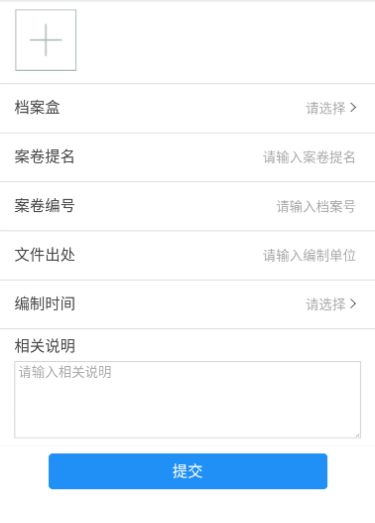 档案盒 请选择
案卷提名 请输入案卷提名
案卷编号 请输入档案号
文件出处 请输入编制单位
编制时间 请选择
相关说明
请输入相关说明
提交